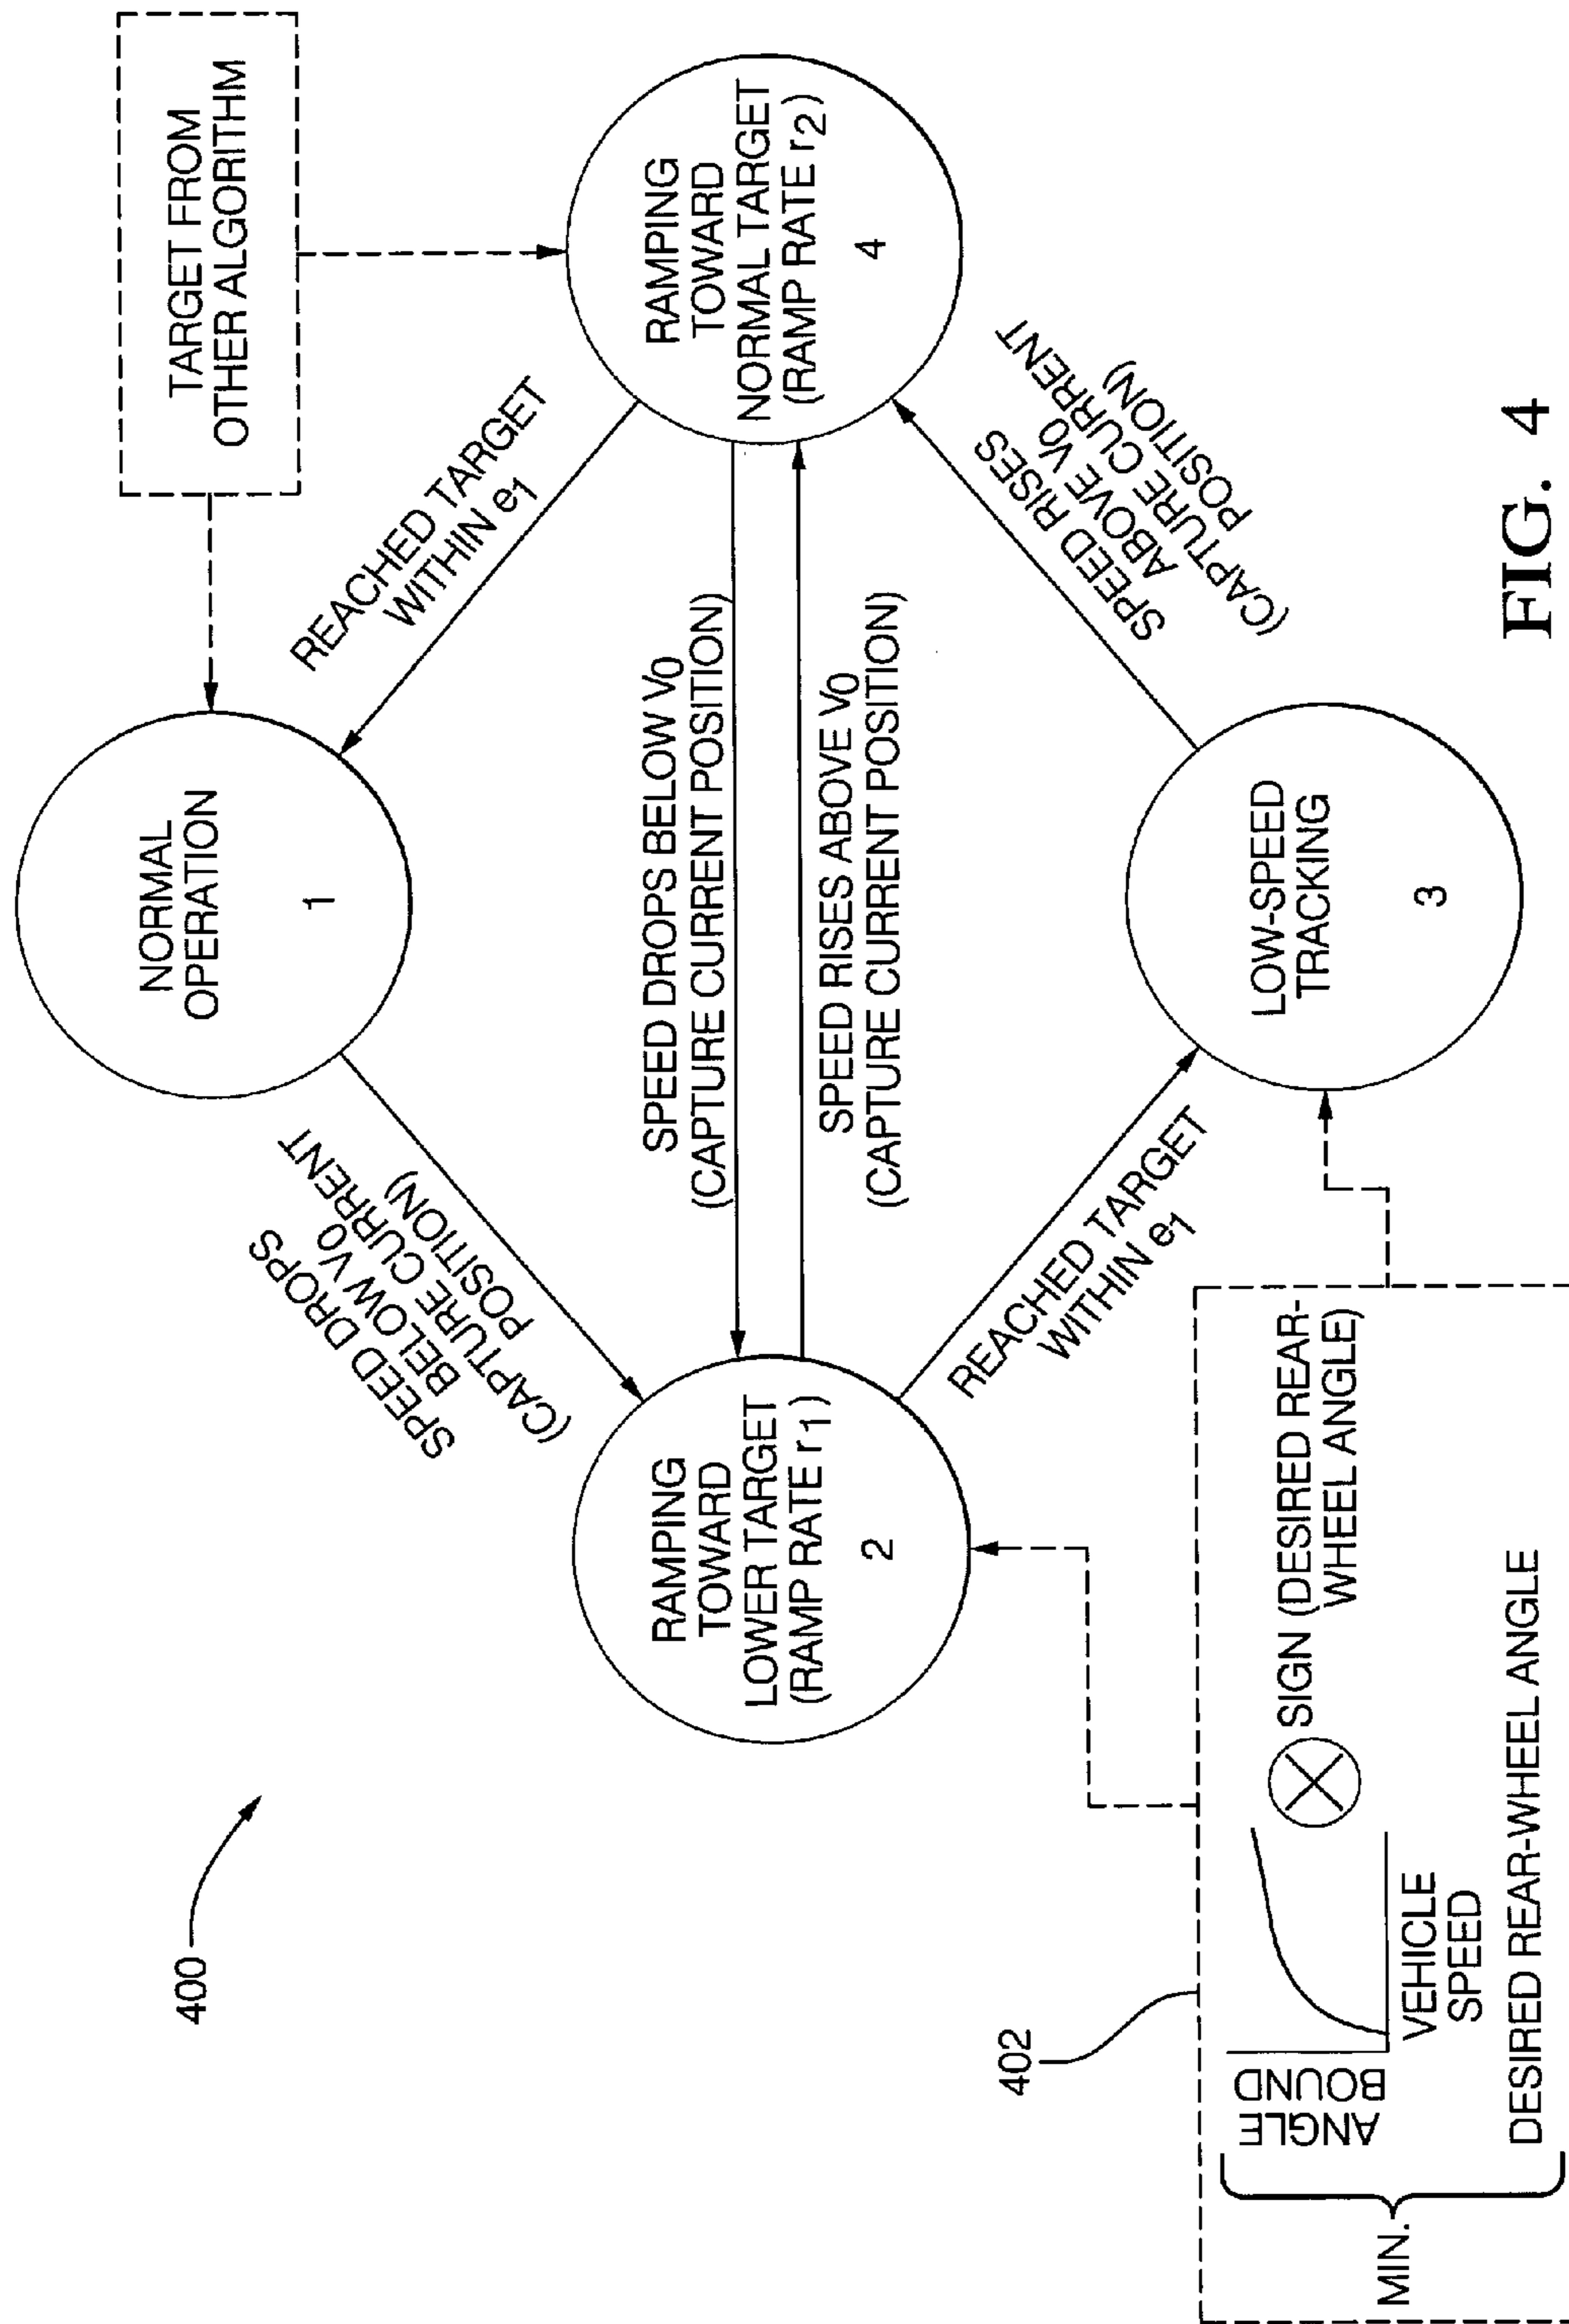 400
TARGET FROM
OTHER ALGORITHM
NORMAL
OPERATION
1
SPEED DROPS
BELOW V0
(CAPTURE CURRENT
POSITION)
REACHED TARGET
WITHIN e1
RAMPING
TOWARD
LOWER TARGET
(RAMP RATE r1)
2
SPEED DROPS BELOW V0
(CAPTURE CURRENT POSITION)
SPEED RISES ABOVE V0
(CAPTURE CURRENT POSITION)
RAMPING
TOWARD
NORMAL TARGET
(RAMP RATE r2)
4
REACHED TARGET
WITHIN e1
SPEED RISES
ABOVE V0
(CAPTURE CURRENT
POSITION)
LOW-SPEED
TRACKING
3
402
MIN.
ANGLE
BOUND
VEHICLE
SPEED
SIGN (DESIRED REAR-
WHEEL ANGLE)
DESIRED REAR-WHEEL ANGLE
FIG. 4